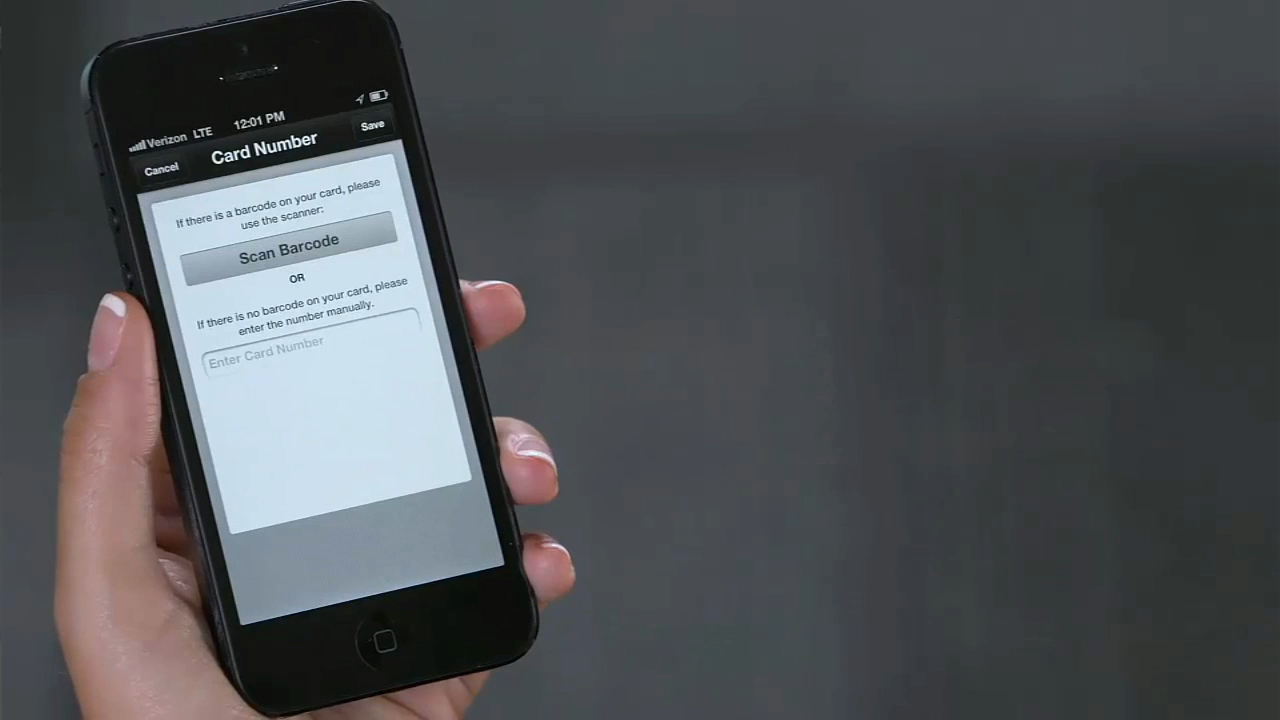 Verizon LTE 12:01 PM
Cancel Card Number Save
If there is a barcode on your card, please
use the scanner:
Scan Barcode
OR
If there is no barcode on your card, please
enter the number manually.
Enter Card Number